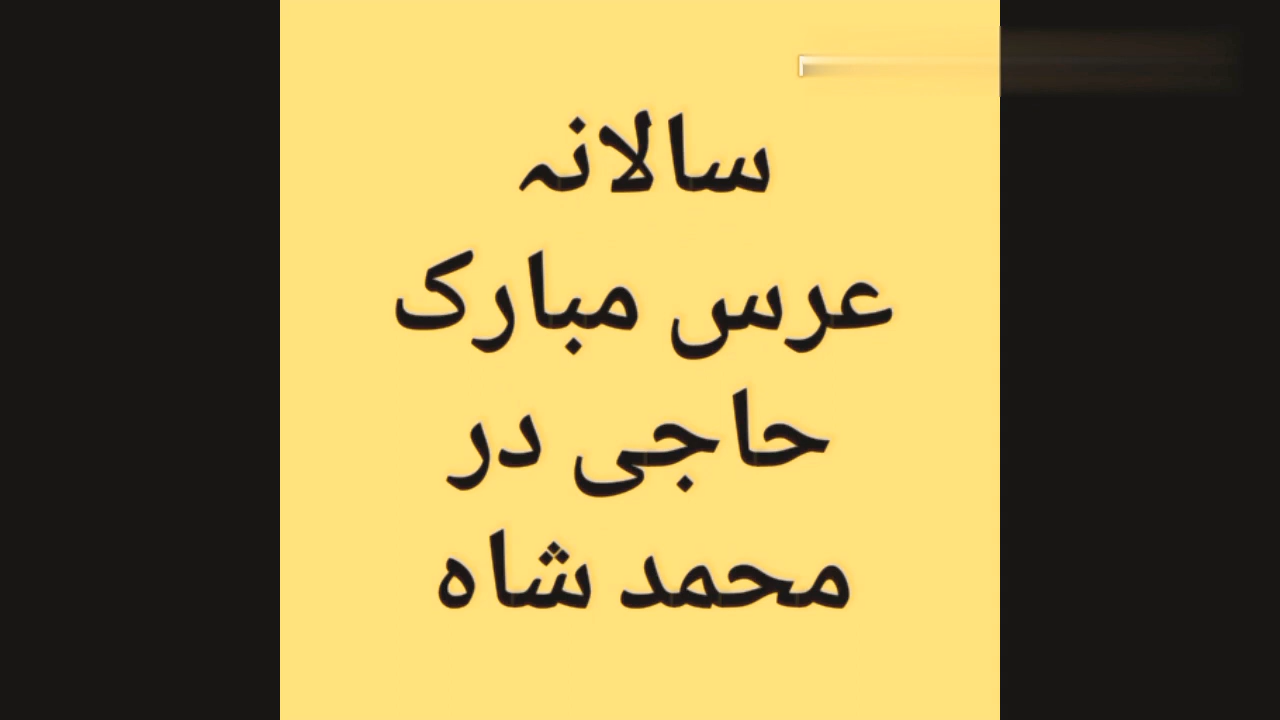 سالانہ
عرس مبارک
حاجی در
محمد شاہ